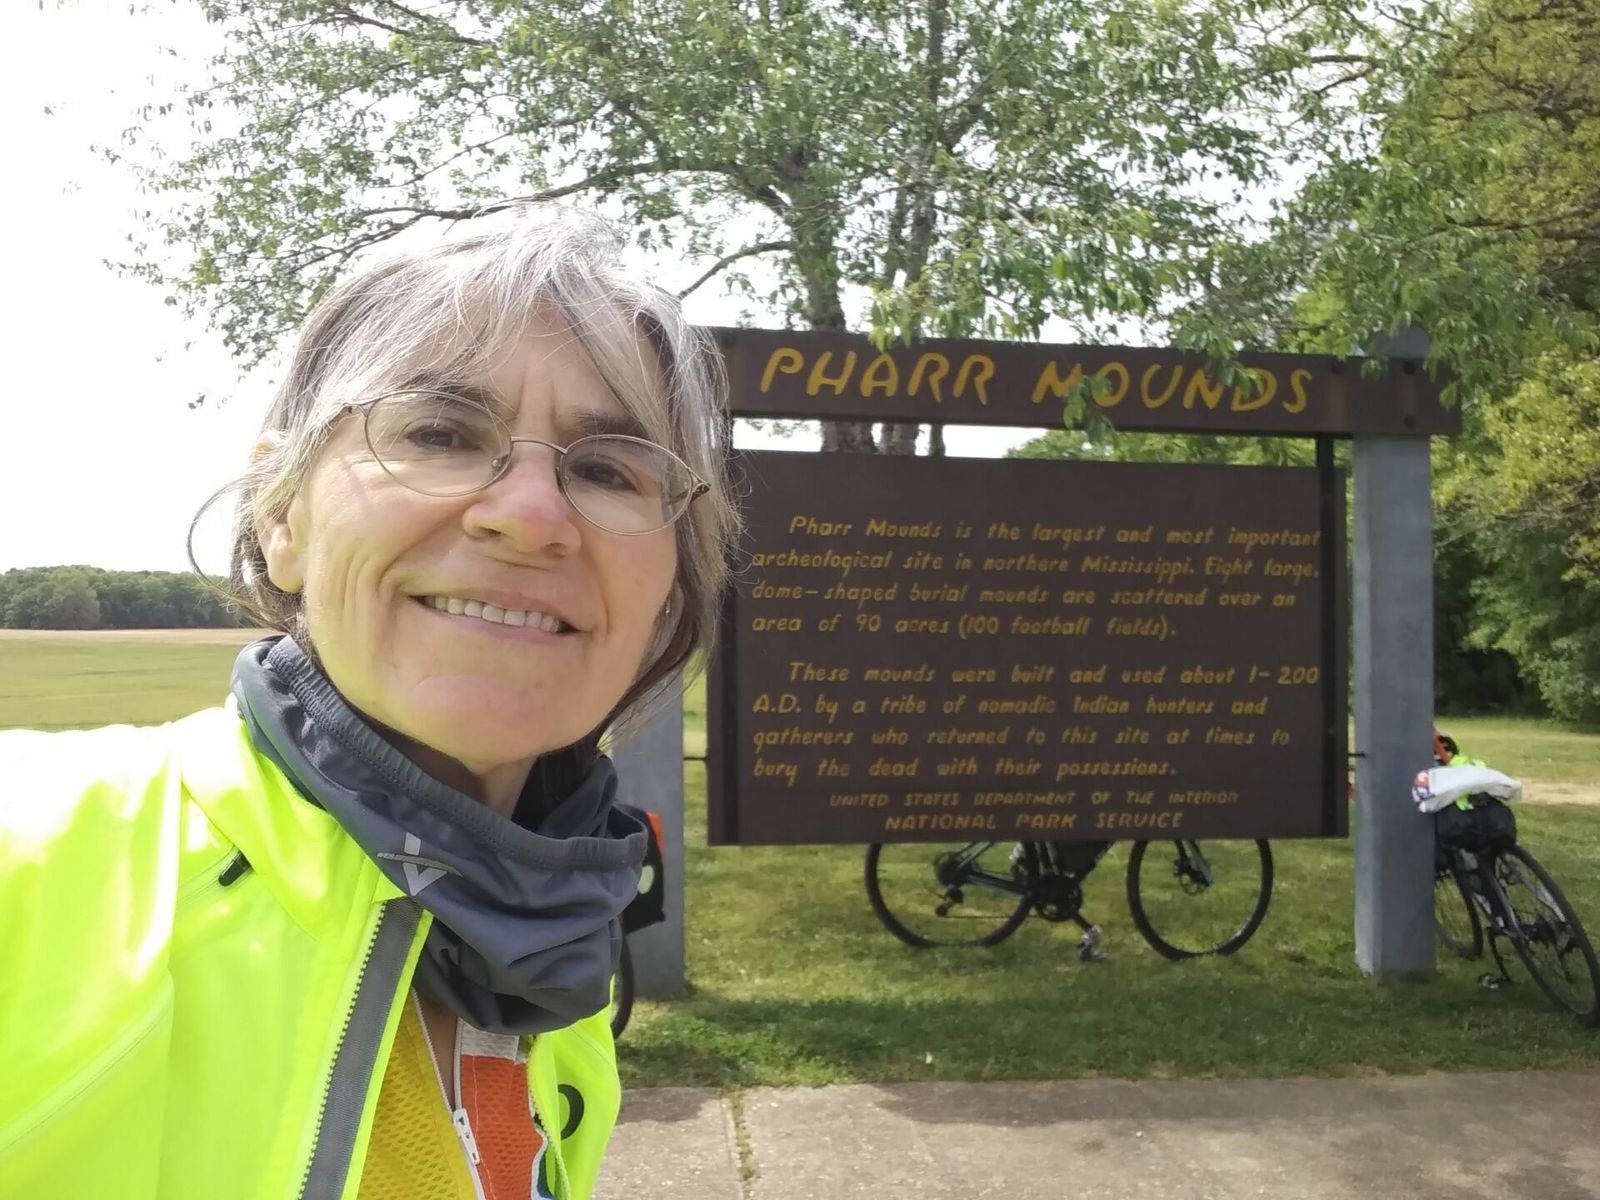 PHARR MOUNDS
Pharr Mounds is the largest and most important
archeological site in northern Mississippi. Eight large,
dome-shaped burial mounds are scattered over an
area of 90 acres (100 football fields).
These mounds were built and used about 1-200
A.D. by a tribe of nomadic Indian hunters and
gatherers who returned to this site at times to
bury the dead with their possessions.
UNITED STATES DEPARTMENT OF THE INTERIOR
NATIONAL PARK SERVICE